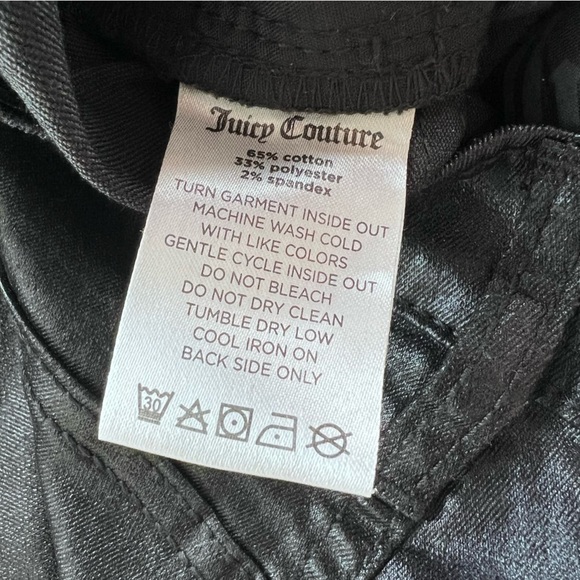 Juicy Couture
65% cotton
33% polyester
2% spandex
TURN GARMENT INSIDE OUT
MACHINE WASH COLD
WITH LIKE COLORS
GENTLE CYCLE INSIDE OUT
DO NOT BLEACH
DO NOT DRY CLEAN
TUMBLE DRY LOW
COOL IRON ON
BACK SIDE ONLY
30